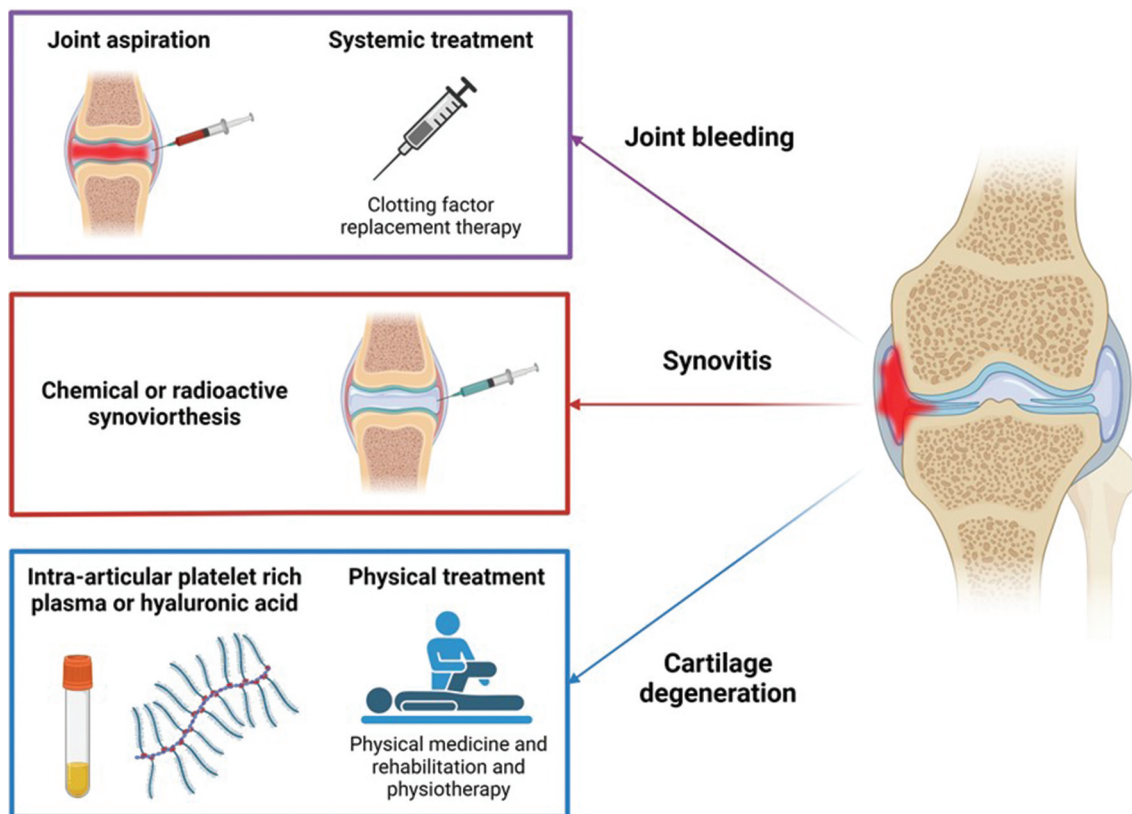 Joint aspiration
Systemic treatment
Clotting factor
replacement therapy
Joint bleeding
Chemical or radioactive
synoviorthesis
Synovitis
Intra-articular platelet rich
plasma or hyaluronic acid
Physical treatment
Physical medicine and
rehabilitation and
physiotherapy
Cartilage
degeneration